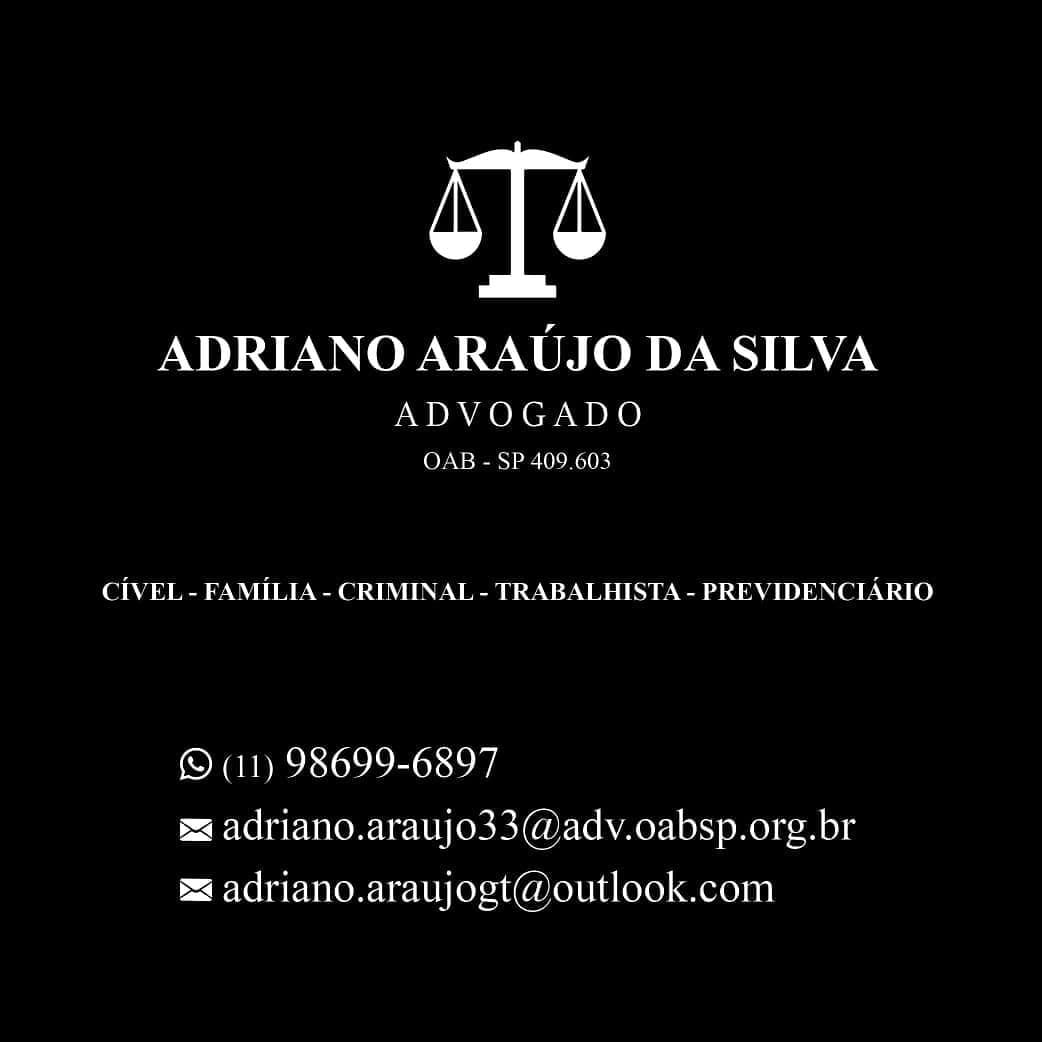 ADRIANO ARAÚJO DA SILVA
ADVOGADO
OAB - SP 409.603
CÍVEL - FAMÍLIA - CRIMINAL - TRABALHISTA - PREVIDENCIÁRIO
(11) 98699-6897
adriano.araujo33@adv.oabsp.org.br
adriano.araujogt@outlook.com